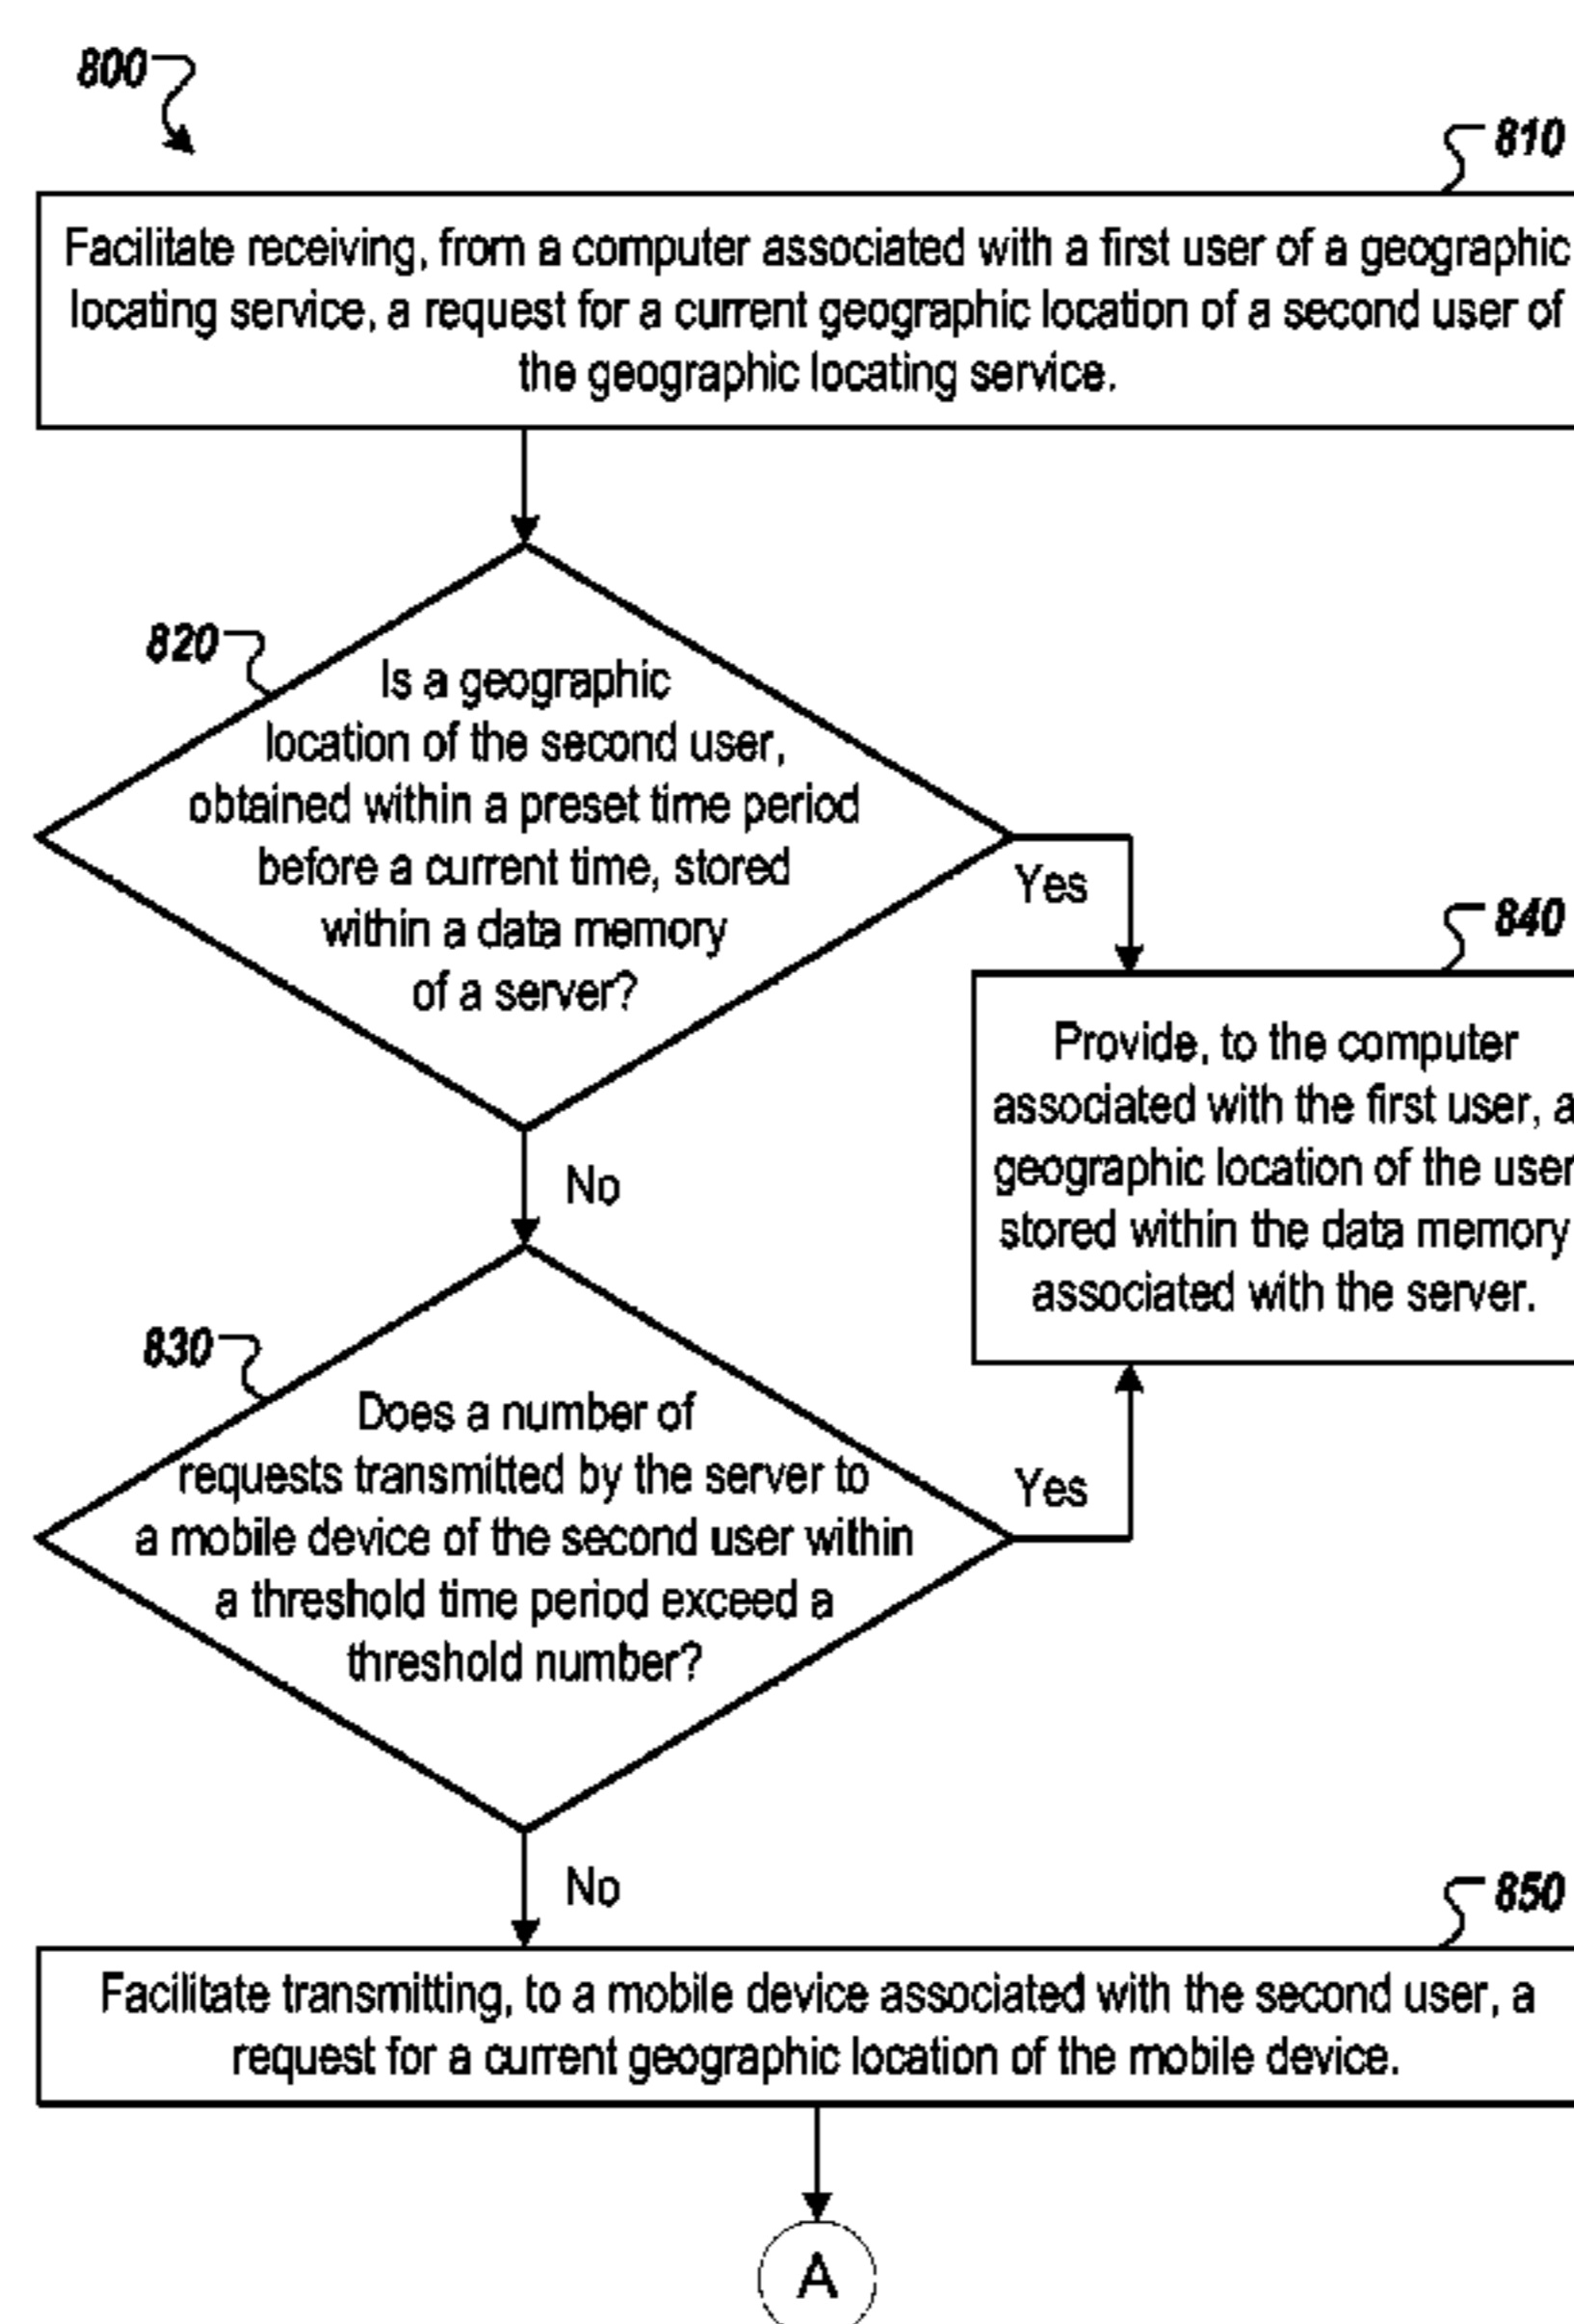 800
810
Facilitate receiving, from a computer associated with a first user of a geographic
locating service, a request for a current geographic location of a second user of
the geographic locating service.
820
Is a geographic
location of the second user,
obtained within a preset time period
before a current time, stored
within a data memory
of a server?
Yes
840
Provide, to the computer
associated with the first user, a
geographic location of the user
stored within the data memory
associated with the server.
No
830
Does a number of
requests transmitted by the server to
a mobile device of the second user within
a threshold time period exceed a
threshold number?
Yes
No
850
Facilitate transmitting, to a mobile device associated with the second user, a
request for a current geographic location of the mobile device.
A